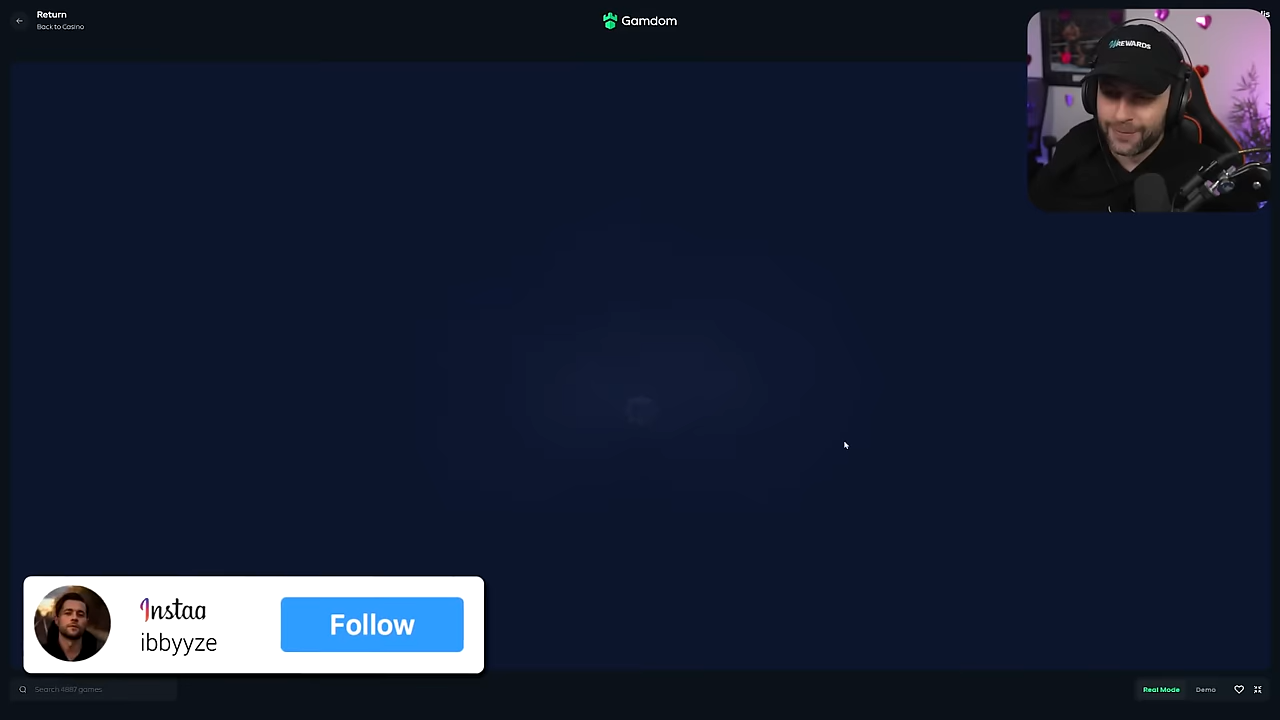 Return
Back to Casino
Gamdom
REWARDS
Instaa
ibbyyze
Follow
Search 4887 games
Real Mode
Demo